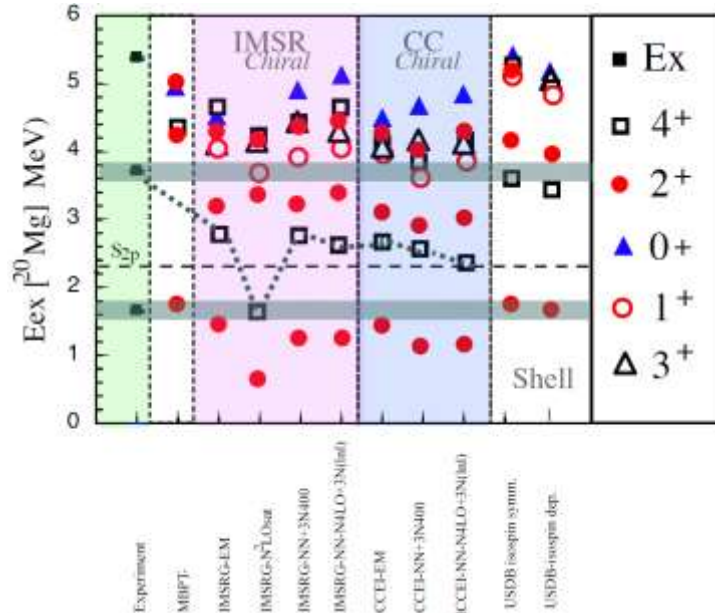 Eex [²⁰Mg] MeV
6
5
4
3
2
1
0
S2p
IMSR
Chiral
CC
Chiral
Shell
Ex
4⁺
2⁺
0+
1⁺
3⁺
Experiment
MBPT-
IMSRG-EM
IMSRG-N²LOsat
IMSRG-NN+3N400
IMSRG-NN-N4LO+3N(lnl)
CCEI-EM
CCEI-NN+3N400
CCEI-NN-N4LO+3N(lnl)
USDB isospin symm.
USDB-isospin dep.